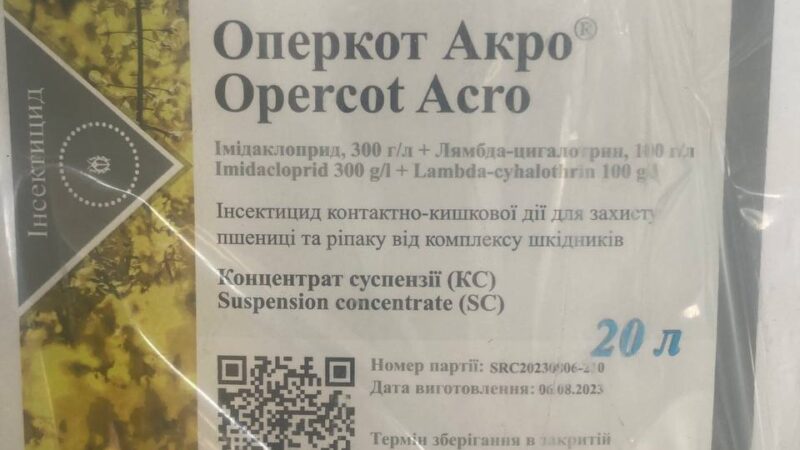 Інсектицид
Оперкот Акро®
Opercot Acro
Імідаклоприд, 300 г/л + Лямбда-цигалотрин, 100 г/л
Imidacloprid 300 g/l + Lambda-cyhalothrin 100 g/l
Інсектицид контактно-кишкової дії для захисту
пшениці та ріпаку від комплексу шкідників
Концентрат суспензії (КС)
Suspension concentrate (SC)
20 л
Номер партії:
Дата виготовлення: 06.08.2023
Термін зберігання в закритій